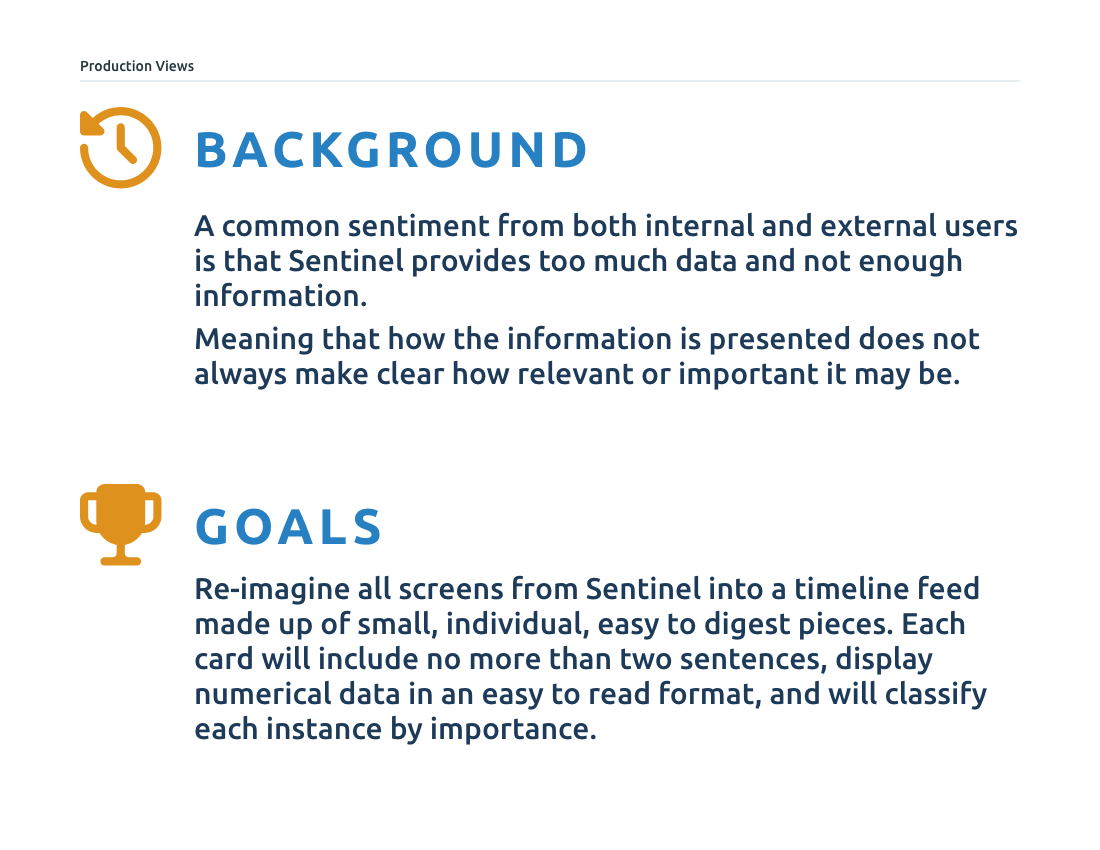 Production Views
BACKGROUND
A common sentiment from both internal and external users
is that Sentinel provides too much data and not enough
information.
Meaning that how the information is presented does not
always make clear how relevant or important it may be.
GOALS
Re-imagine all screens from Sentinel into a timeline feed
made up of small, individual, easy to digest pieces. Each
card will include no more than two sentences, display
numerical data in an easy to read format, and will classify
each instance by importance.